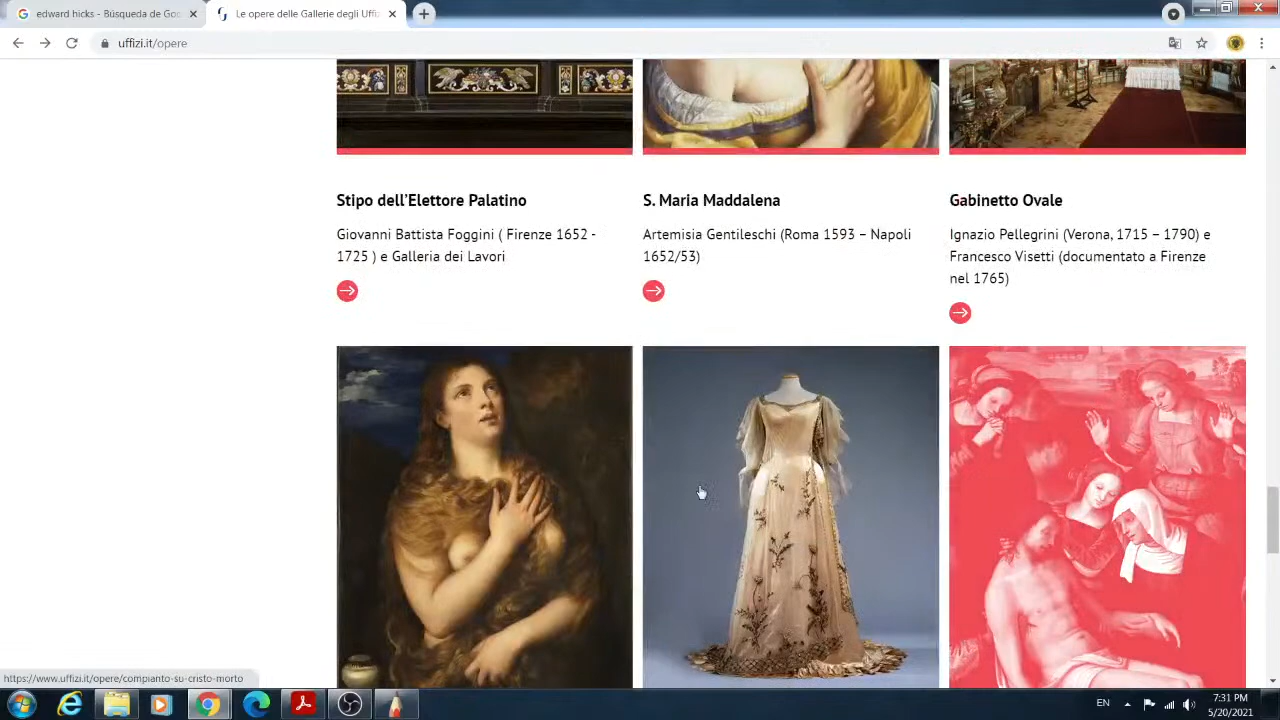 edward hicks - Búsqueda de Goo
Le opere delle Gallerie degli Uffiz
uffizi.it/opere
Stipo dell'Elettore Palatino
Giovanni Battista Foggini ( Firenze 1652 -
1725 ) e Galleria dei Lavori
S. Maria Maddalena
Artemisia Gentileschi (Roma 1593 – Napoli
1652/53)
Gabinetto Ovale
Ignazio Pellegrini (Verona, 1715 – 1790) e
Francesco Visetti (documentato a Firenze
nel 1765)
https://www.uffizi.it/opere/compianto-su-cristo-morto
EN
7:31 PM
5/20/2021